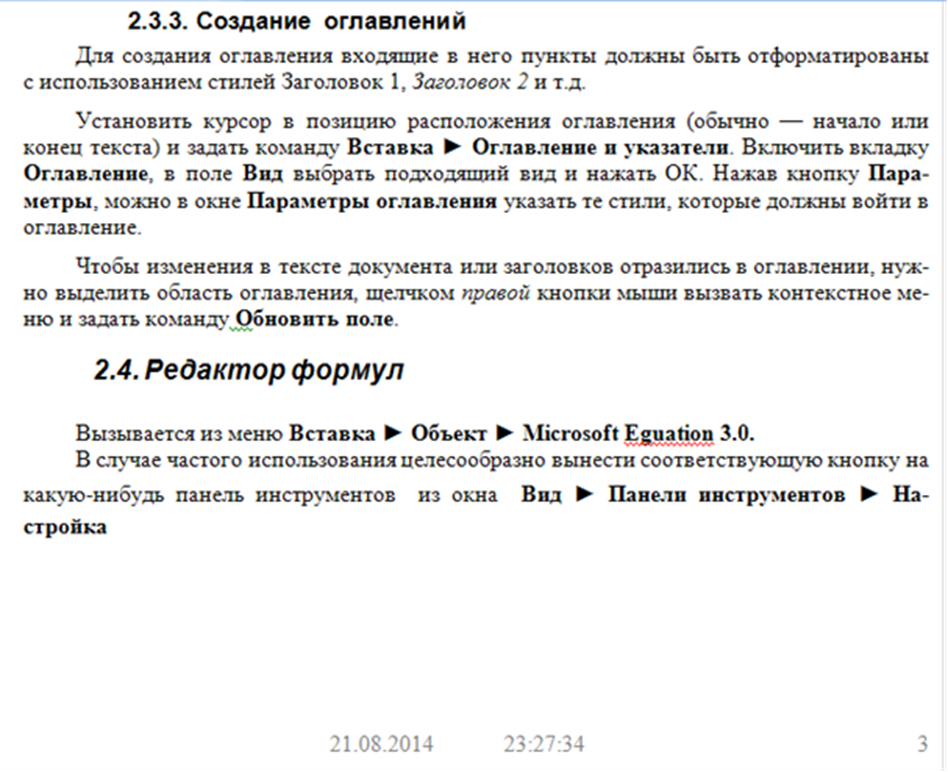 2.3.3. Создание оглавлений
Для создания оглавления входящие в него пункты должны быть отформатированы
с использованием стилей Заголовок 1, Заголовок 2 и т.д.
Установить курсор в позицию расположения оглавления (обычно — начало или
конец текста) и задать команду Вставка ► Оглавление и указатели. Включить вкладку
Оглавление, в поле Вид выбрать подходящий вид и нажать ОК. Нажав кнопку Пара-
метры, можно в окне Параметры оглавления указать те стили, которые должны войти в
оглавление.
Чтобы изменения в тексте документа или заголовков отразились в оглавлении, нуж-
но выделить область оглавления, щелчком правой кнопки мыши вызвать контекстное ме-
ню и задать команду Обновить поле.
2.4. Редактор формул
Вызывается из меню Вставка ► Объект ► Microsoft Eguation 3.0.
В случае частого использования целесообразно вынести соответствующую кнопку на
какую-нибудь панель инструментов из окна Вид ► Панели инструментов ► На-
стройка
21.08.2014 23:27:34 3